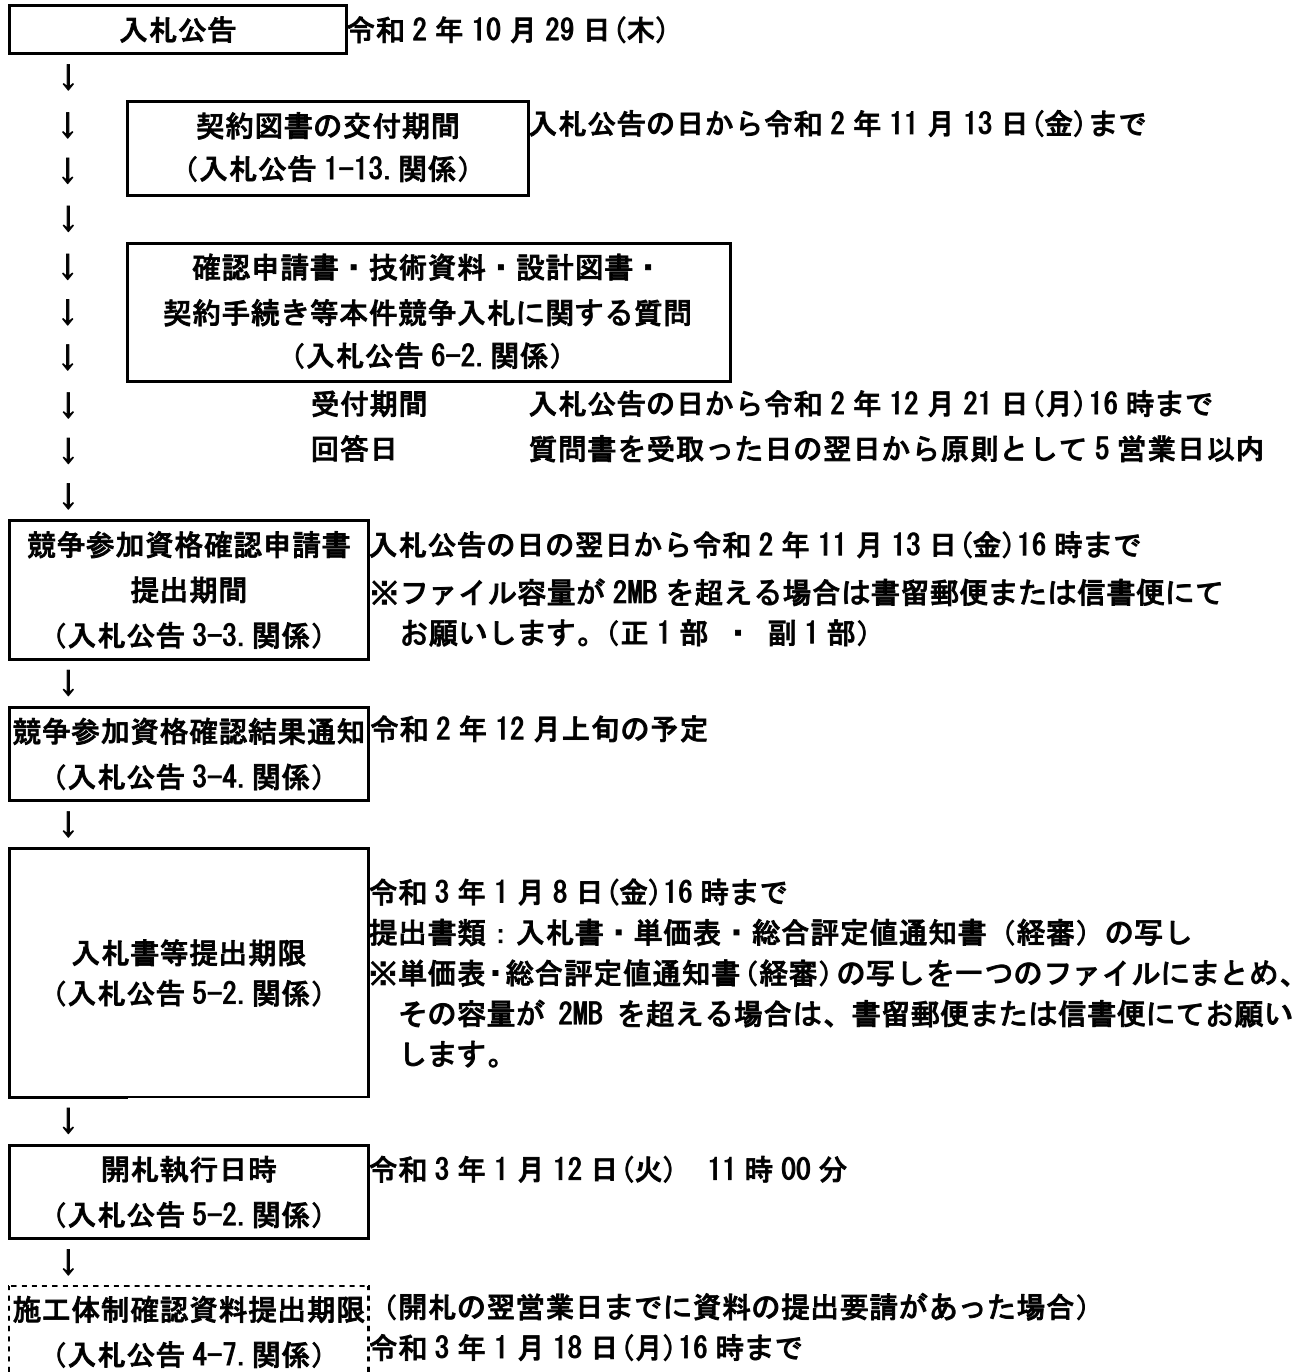 入札公告 令和2年10月29日(木)
↓
↓ 契約図書の交付期間 入札公告の日から令和2年11月13日(金)まで
↓ (入札公告1-13.関係)
↓
↓ 確認申請書・技術資料・設計図書・
↓ 契約手続き等本件競争入札に関する質問
↓ (入札公告6-2.関係)
↓ 受付期間 入札公告の日から令和2年12月21日(月)16時まで
↓ 回答日 質問書を受取った日の翌日から原則として5営業日以内
↓
競争参加資格確認申請書 入札公告の日の翌日から令和2年11月13日(金)16時まで
提出期間 ※ファイル容量が2MBを超える場合は書留郵便または信書便にて
(入札公告3-3.関係) お願いします。(正1部 ・ 副1部)
↓
競争参加資格確認結果通知 令和2年12月上旬の予定
(入札公告3-4.関係)
↓
令和3年1月8日(金)16時まで
提出書類:入札書・単価表・総合評定値通知書(経審)の写し
入札書等提出期限 ※単価表・総合評定値通知書(経審)の写しを一つのファイルにまとめ、
(入札公告5-2.関係) その容量が 2MB を超える場合は、書留郵便または信書便にてお願い
します。
↓
開札執行日時 令和3年1月12日(火) 11時00分
(入札公告5-2.関係)
↓
施工体制確認資料提出期限 (開札の翌営業日までに資料の提出要請があった場合)
(入札公告4-7.関係) 令和3年1月18日(月)16時まで